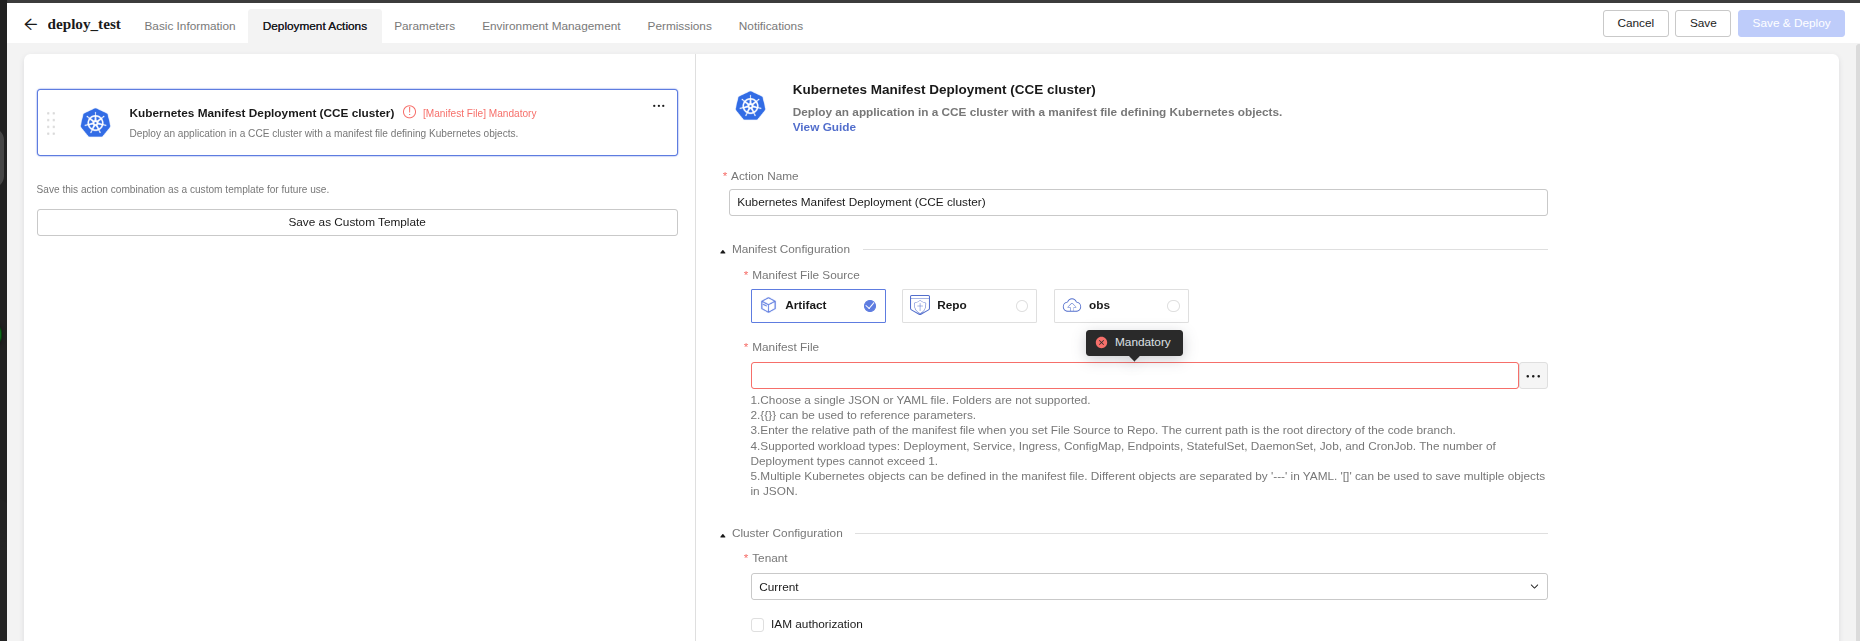 deploy_test
Basic Information
Deployment Actions
Parameters
Environment Management
Permissions
Notifications
Cancel
Save
Save & Deploy
Kubernetes Manifest Deployment (CCE cluster)
[Manifest File] Mandatory
Deploy an application in a CCE cluster with a manifest file defining Kubernetes objects.
Save this action combination as a custom template for future use.
Save as Custom Template
Kubernetes Manifest Deployment (CCE cluster)
Deploy an application in a CCE cluster with a manifest file defining Kubernetes objects.
View Guide
* Action Name
Kubernetes Manifest Deployment (CCE cluster)
Manifest Configuration
* Manifest File Source
Artifact
Repo
obs
Mandatory
* Manifest File
1.Choose a single JSON or YAML file. Folders are not supported.
2.{{}} can be used to reference parameters.
3.Enter the relative path of the manifest file when you set File Source to Repo. The current path is the root directory of the code branch.
4.Supported workload types: Deployment, Service, Ingress, ConfigMap, Endpoints, StatefulSet, DaemonSet, Job, and CronJob. The number of
Deployment types cannot exceed 1.
5.Multiple Kubernetes objects can be defined in the manifest file. Different objects are separated by '---' in YAML. '[]' can be used to save multiple objects
in JSON.
Cluster Configuration
* Tenant
Current
IAM authorization